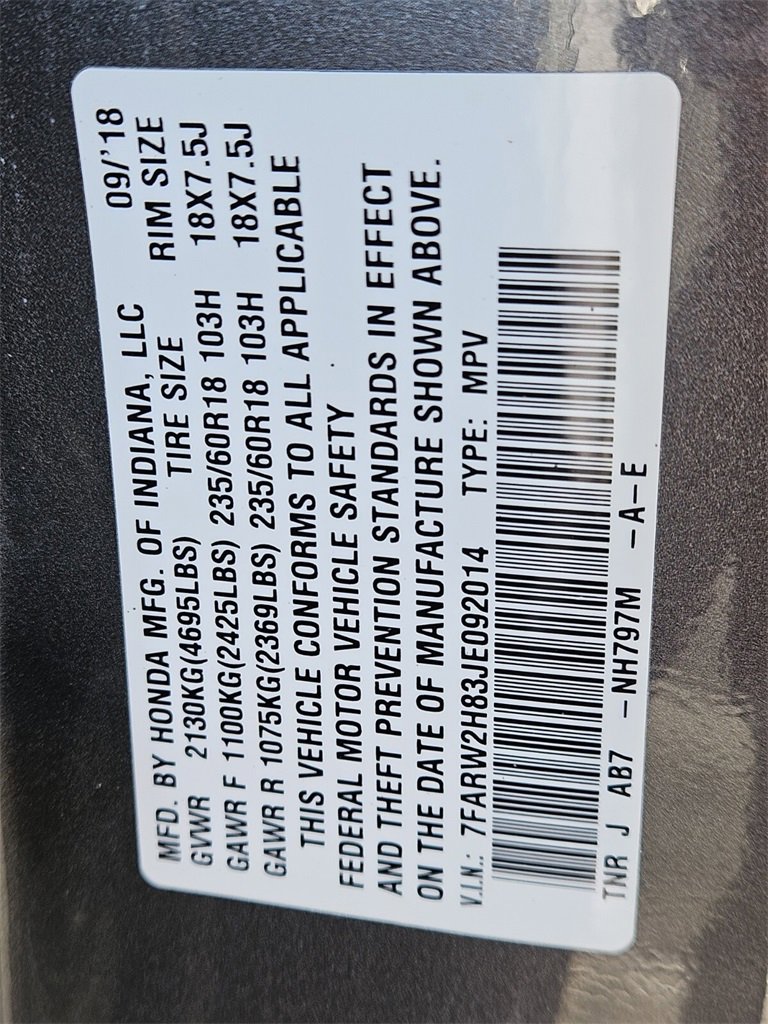 MFD. BY HONDA MFG. OF INDIANA, LLC 09/'18
GVWR 2130KG(4695LBS) TIRE SIZE RIM SIZE
GAWR F 1100KG(2425LBS) 235/60R18 103H 18X7.5J
GAWR R 1075KG(2369LBS) 235/60R18 103H 18X7.5J
THIS VEHICLE CONFORMS TO ALL APPLICABLE
FEDERAL MOTOR VEHICLE SAFETY
AND THEFT PREVENTION STANDARDS IN EFFECT
ON THE DATE OF MANUFACTURE SHOWN ABOVE.
V.I.N.: 7FARW2H83JE092014 TYPE: MPV
TNR J AB7 -NH797M -A-E